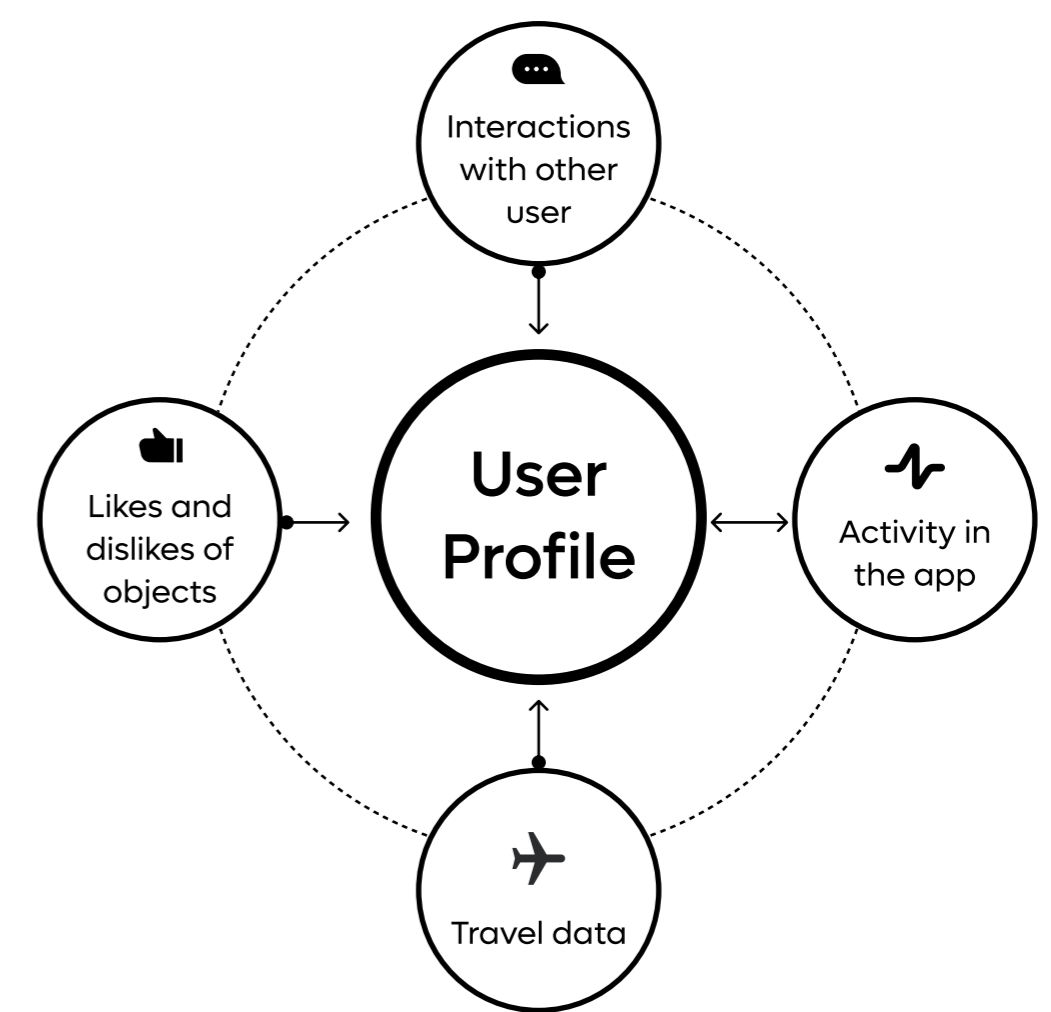 Interactions
with other
user
Likes and
dislikes of
objects
User
Profile
Activity in
the app
Travel data